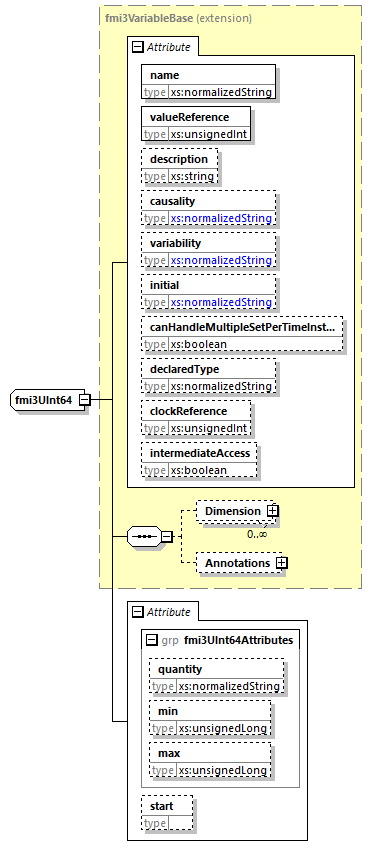 fmi3VariableBase (extension)
Attribute
name
type xs:normalizedString
valueReference
type xs:unsignedInt
description
type xs:string
causality
type xs:normalizedString
variability
type xs:normalizedString
initial
type xs:normalizedString
canHandleMultipleSetPerTimeInst...
type xs:boolean
declaredType
type xs:normalizedString
fmi3UInt64
clockReference
type xs:unsignedInt
intermediateAccess
type xs:boolean
Dimension
0..∞
Annotations
Attribute
grp fmi3UInt64Attributes
quantity
type xs:normalizedString
min
type xs:unsignedLong
max
type xs:unsignedLong
start
type